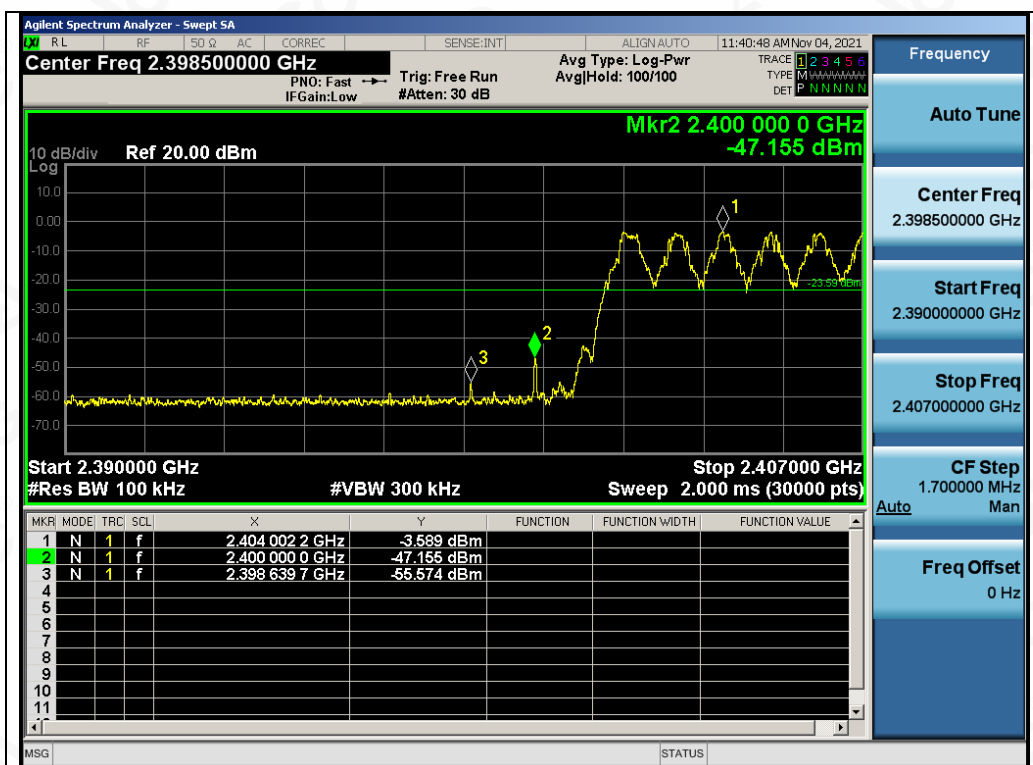 Agilent Spectrum Analyzer - Swept SA
LXI RL RF 50 Ω AC CORREC SENSE:INT ALIGN AUTO 11:40:48 AM Nov 04, 2021
Center Freq 2.398500000 GHz
PNO: Fast
IFGain:Low
Trig: Free Run
#Atten: 30 dB
Avg Type: Log-Pwr
Avg|Hold: 100/100
TRACE 1 2 3 4 5 6
TYPE M WWWWW
DET P N N N N N
Mkr2 2.400 000 0 GHz
-47.155 dBm
10 dB/div Ref 20.00 dBm
Log
10.0
0.00
-10.0
-20.0
-30.0
-40.0
-50.0
-60.0
-70.0
1
-23.59 dBm
2
3
Start 2.390000 GHz Stop 2.407000 GHz
#Res BW 100 kHz #VBW 300 kHz Sweep 2.000 ms (30000 pts)
MKR MODE TRC SCL X Y FUNCTION FUNCTION WIDTH FUNCTION VALUE
1 N 1 f 2.404 002 2 GHz -3.589 dBm
2 N 1 f 2.400 000 0 GHz -47.155 dBm
3 N 1 f 2.398 639 7 GHz -55.574 dBm
4
5
6
7
8
9
10
11
MSG STATUS
Frequency
Auto Tune
Center Freq
2.398500000 GHz
Start Freq
2.390000000 GHz
Stop Freq
2.407000000 GHz
CF Step
1.700000 MHz
Auto Man
Freq Offset
0 Hz